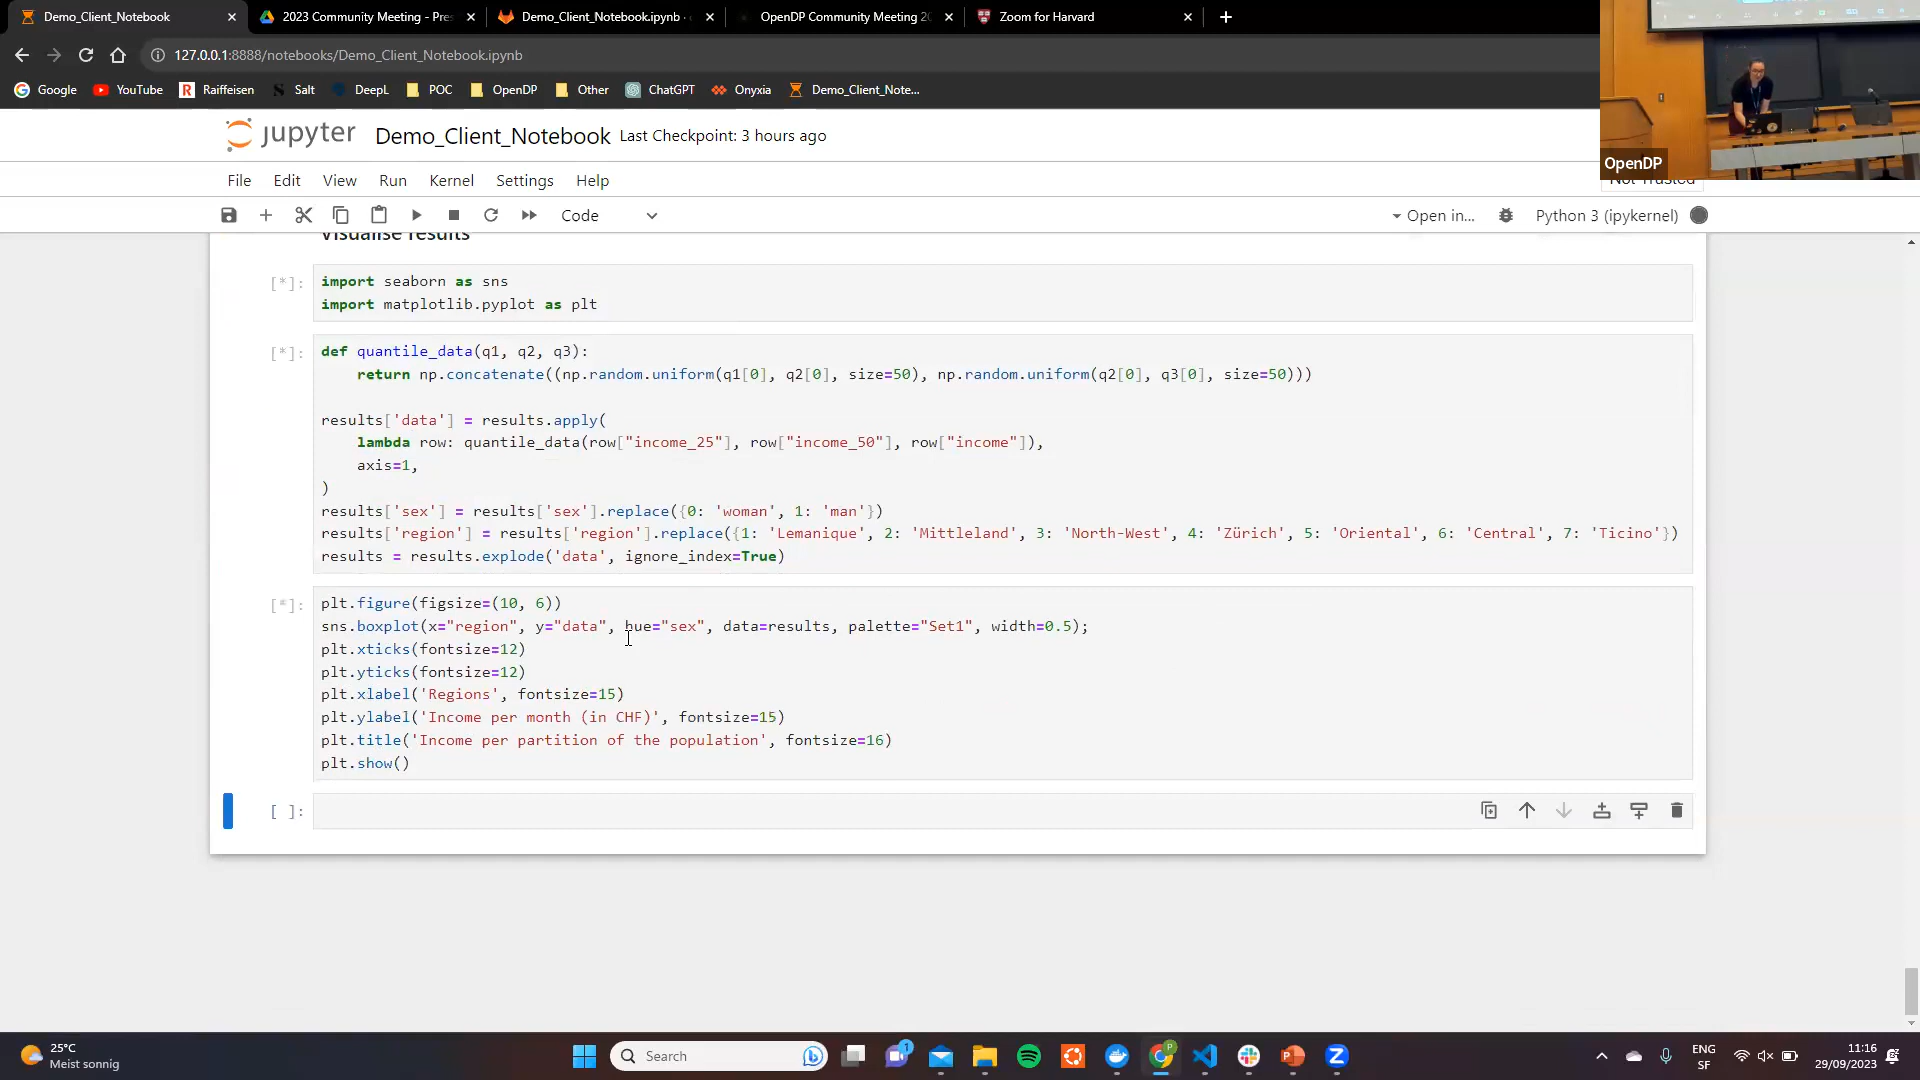 Demo_Client_Notebook
2023 Community Meeting - Pres
Demo_Client_Notebook.ipynb ·
OpenDP Community Meeting 20
Zoom for Harvard
127.0.0.1:8888/notebooks/Demo_Client_Notebook.ipynb
Google YouTube Raiffeisen Salt DeepL POC OpenDP Other ChatGPT Onyxia Demo_Client_Note...
OpenDP
jupyter Demo_Client_Notebook Last Checkpoint: 3 hours ago
File Edit View Run Kernel Settings Help
Not Trusted
Code
Open in... Python 3 (ipykernel)
Visualise results
[*]: import seaborn as sns
import matplotlib.pyplot as plt
[*]: def quantile_data(q1, q2, q3):
return np.concatenate((np.random.uniform(q1[0], q2[0], size=50), np.random.uniform(q2[0], q3[0], size=50)))
results['data'] = results.apply(
lambda row: quantile_data(row["income_25"], row["income_50"], row["income"]),
axis=1,
)
results['sex'] = results['sex'].replace({0: 'woman', 1: 'man'})
results['region'] = results['region'].replace({1: 'Lemanique', 2: 'Mittleland', 3: 'North-West', 4: 'Zürich', 5: 'Oriental', 6: 'Central', 7: 'Ticino'})
results = results.explode('data', ignore_index=True)
[*]: plt.figure(figsize=(10, 6))
sns.boxplot(x="region", y="data", hue="sex", data=results, palette="Set1", width=0.5);
plt.xticks(fontsize=12)
plt.yticks(fontsize=12)
plt.xlabel('Regions', fontsize=15)
plt.ylabel('Income per month (in CHF)', fontsize=15)
plt.title('Income per partition of the population', fontsize=16)
plt.show()
[ ]:
25°C
Meist sonnig
Search
1
P
ENG
SF
11:16
29/09/2023